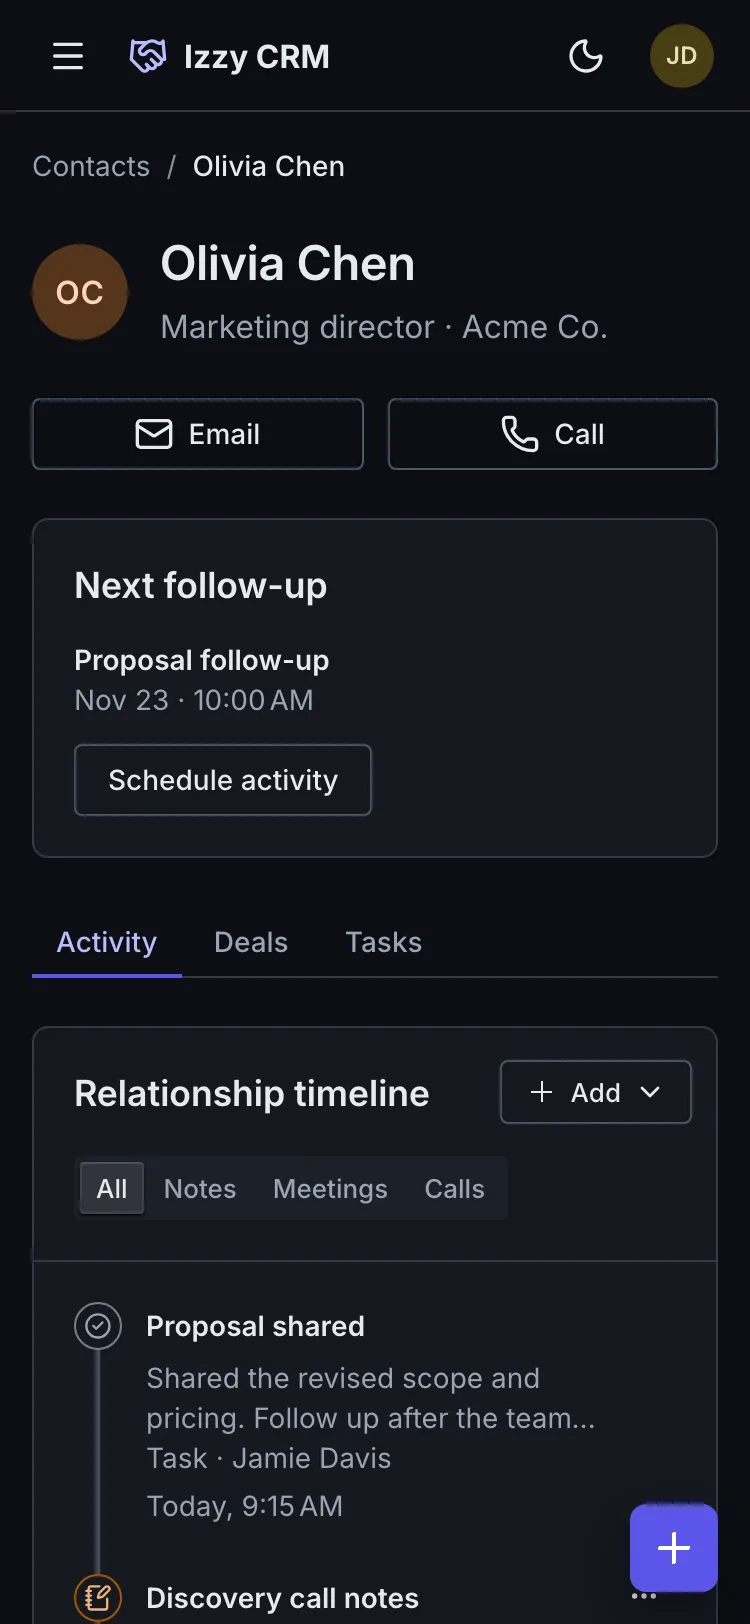 Izzy CRM
JD
Contacts / Olivia Chen
OC
Olivia Chen
Marketing director · Acme Co.
Email
Call
Next follow-up
Proposal follow-up
Nov 23 · 10:00 AM
Schedule activity
Activity
Deals
Tasks
Relationship timeline
Add
All
Notes
Meetings
Calls
Proposal shared
Shared the revised scope and
pricing. Follow up after the team...
Task · Jamie Davis
Today, 9:15 AM
Discovery call notes